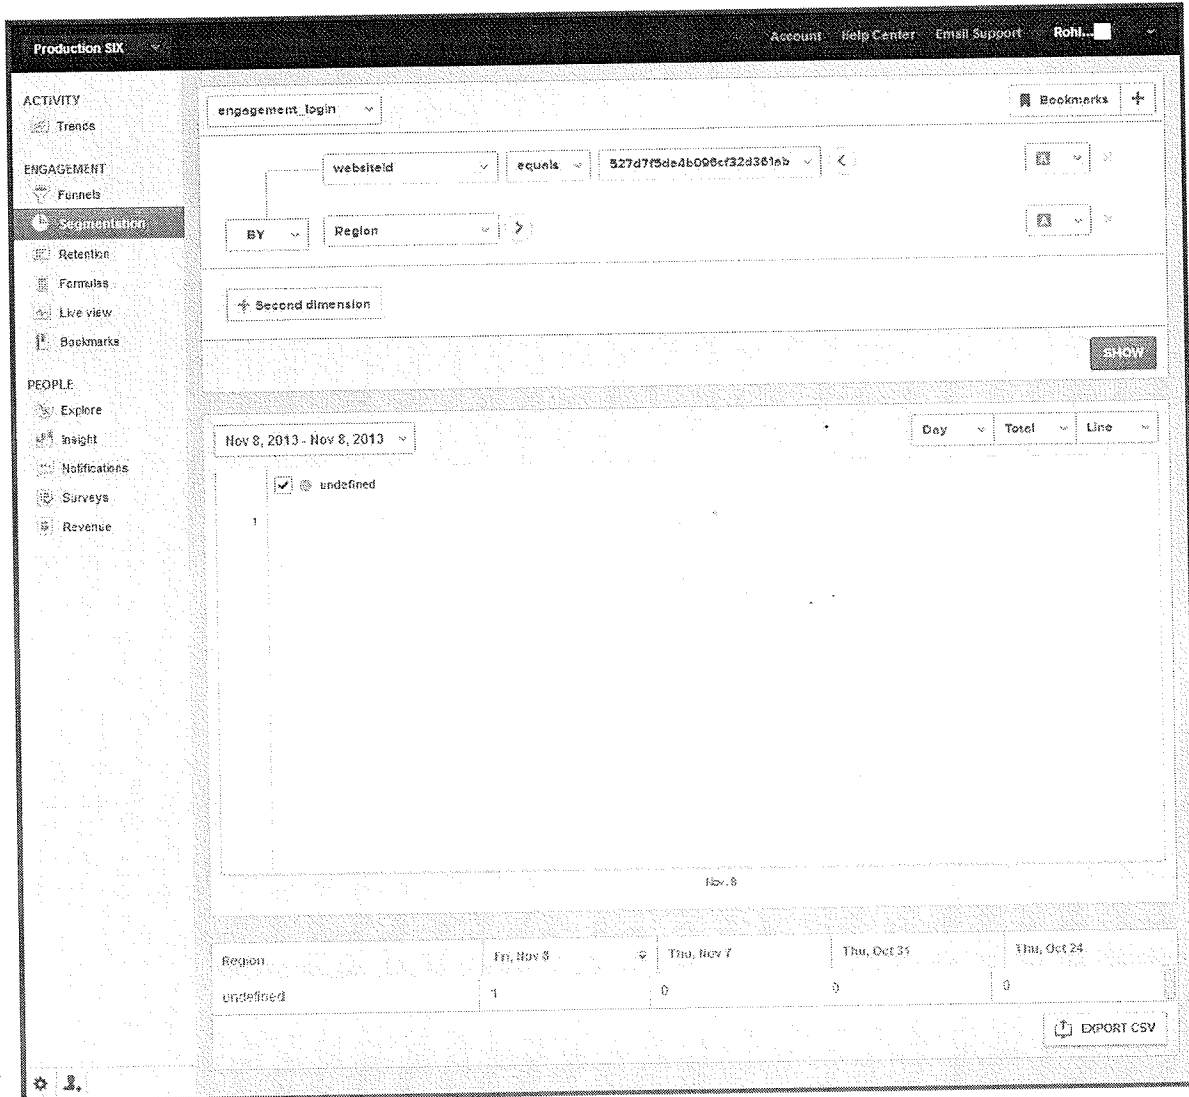 Production SIX
Account Help Center Email Support Rohi...
ACTIVITY
Trends
ENGAGEMENT
Funnels
Segmentation
Retention
Formulas
Live view
Bookmarks
PEOPLE
Explore
Insight
Notifications
Surveys
Revenue
engagement_login
Bookmarks
websiteId equals
BY Region
Second dimension
SHOW
Nov 8, 2013 - Nov 8, 2013
Day Total Line
undefined
1
Nov. 8
Region Fri, Nov 8 Thu, Nov 7 Thu, Oct 31 Thu, Oct 24
undefined 1 0 0 0
EXPORT CSV